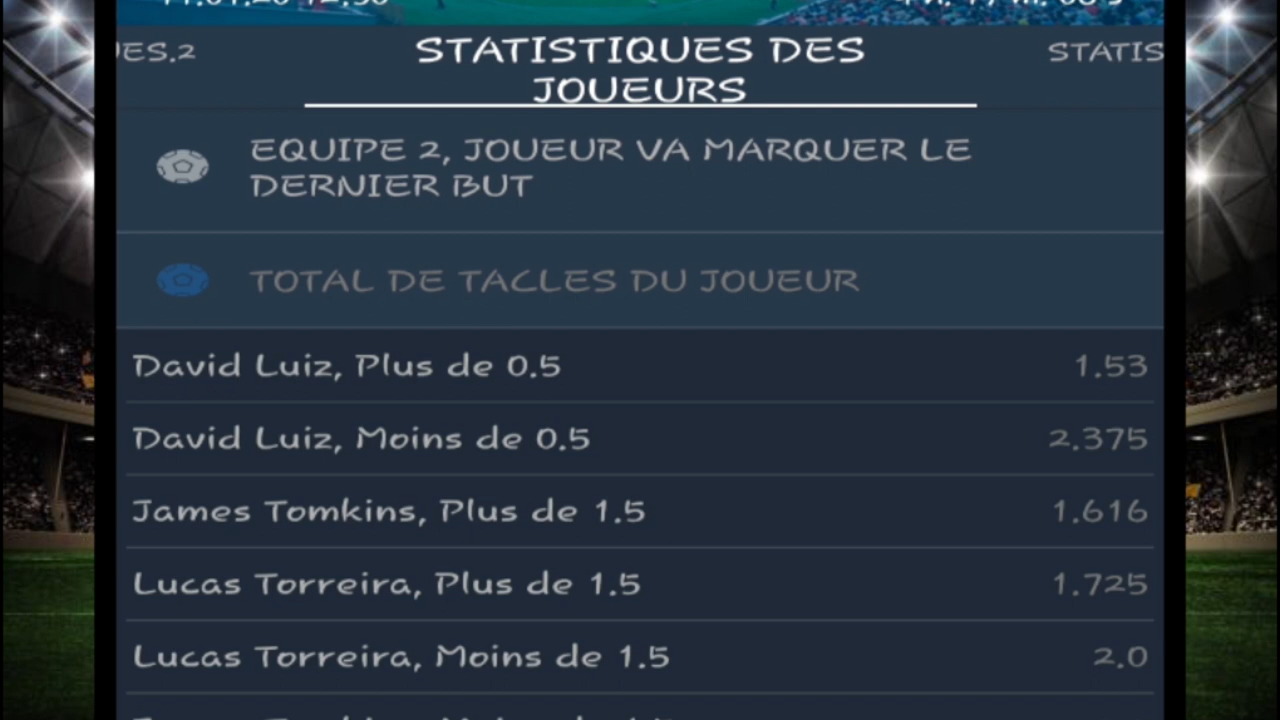 UES.2
STATISTIQUES DES
JOUEURS
STATIS
EQUIPE 2, JOUEUR VA MARQUER LE
DERNIER BUT
TOTAL DE TACLES DU JOUEUR
David Luiz, Plus de 0.5 1.53
David Luiz, Moins de 0.5 2.375
James Tomkins, Plus de 1.5 1.616
Lucas Torreira, Plus de 1.5 1.725
Lucas Torreira, Moins de 1.5 2.0